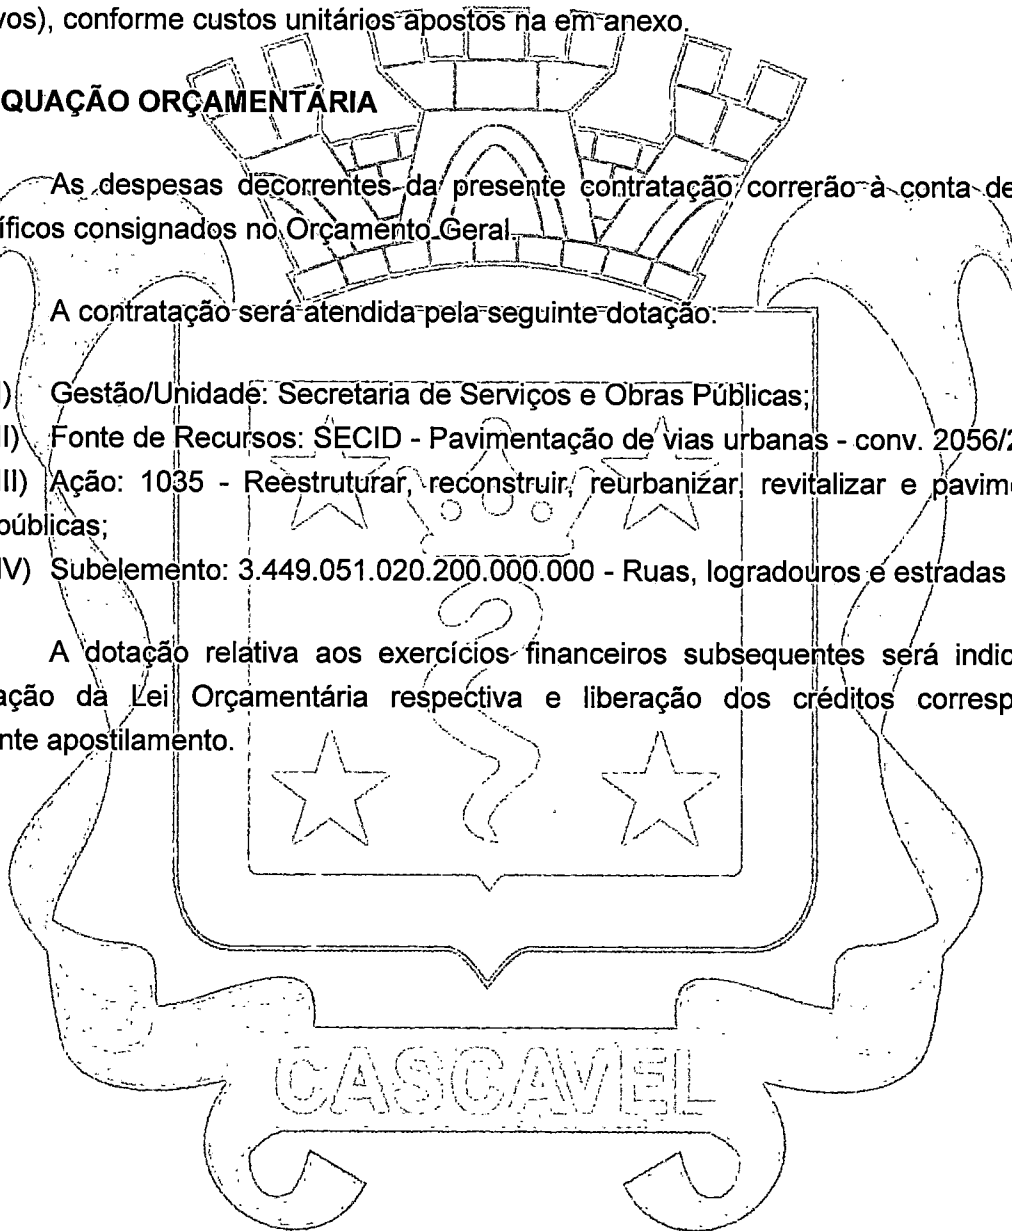 vos), conforme custos unitários apostos na em anexo.
QUAÇÃO ORÇAMENTÁRIA
As despesas decorrentes da presente contratação correrão à conta de
íficos consignados no Orçamento Geral.
A contratação será atendida pela seguinte dotação:
I) Gestão/Unidade: Secretaria de Serviços e Obras Públicas;
II) Fonte de Recursos: SECID - Pavimentação de vias urbanas - conv. 2056/2
III) Ação: 1035 - Reestruturar, reconstruir, reurbanizar, revitalizar e pavime
públicas;
IV) Subelemento: 3.449.051.020.200.000.000 - Ruas, logradouros e estradas
A dotação relativa aos exercícios financeiros subsequentes será indic
ação da Lei Orçamentária respectiva e liberação dos créditos corresp
nte apostilamento.
CASCAVEL